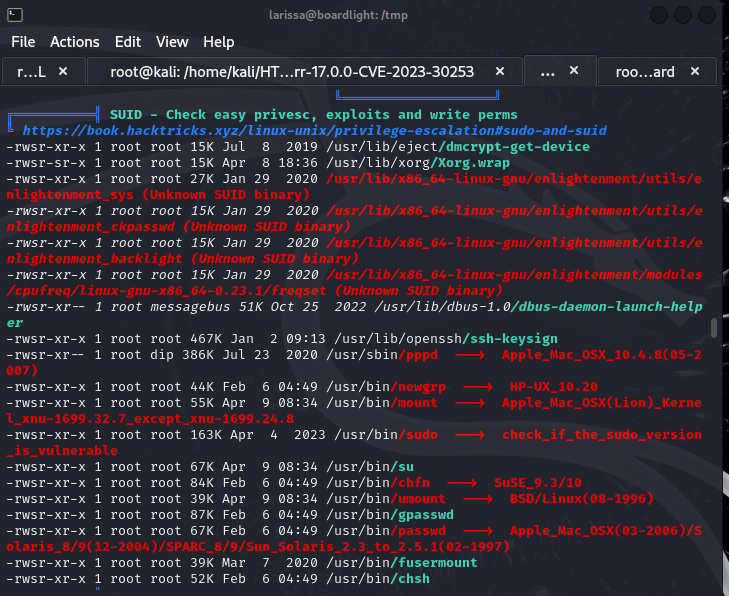 larissa@boardlight: /tmp
File Actions Edit View Help
r…L × root@kali: /home/kali/HT…rr-17.0.0-CVE-2023-30253 × … × roo…ard ×
╔══════════╣ SUID - Check easy privesc, exploits and write perms
╚ https://book.hacktricks.xyz/linux-unix/privilege-escalation#sudo-and-suid
-rwsr-xr-x 1 root root 15K Jul  8  2019 /usr/lib/eject/dmcrypt-get-device
-rwsr-sr-x 1 root root 15K Apr  8 18:36 /usr/lib/xorg/Xorg.wrap
-rwsr-xr-x 1 root root 27K Jan 29  2020 /usr/lib/x86_64-linux-gnu/enlightenment/utils/e
nlightenment_sys (Unknown SUID binary)
-rwsr-xr-x 1 root root 15K Jan 29  2020 /usr/lib/x86_64-linux-gnu/enlightenment/utils/e
nlightenment_ckpasswd (Unknown SUID binary)
-rwsr-xr-x 1 root root 15K Jan 29  2020 /usr/lib/x86_64-linux-gnu/enlightenment/utils/e
nlightenment_backlight (Unknown SUID binary)
-rwsr-xr-x 1 root root 15K Jan 29  2020 /usr/lib/x86_64-linux-gnu/enlightenment/modules
/cpufreq/linux-gnu-x86_64-0.23.1/freqset (Unknown SUID binary)
-rwsr-xr-- 1 root messagebus 51K Oct 25  2022 /usr/lib/dbus-1.0/dbus-daemon-launch-help
er
-rwsr-xr-x 1 root root 467K Jan  2 09:13 /usr/lib/openssh/ssh-keysign
-rwsr-xr-- 1 root dip 386K Jul 23  2020 /usr/sbin/pppd  --->  Apple_Mac_OSX_10.4.8(05-2
007)
-rwsr-xr-x 1 root root 44K Feb  6 04:49 /usr/bin/newgrp  --->  HP-UX_10.20
-rwsr-xr-x 1 root root 55K Apr  9 08:34 /usr/bin/mount  --->  Apple_Mac_OSX(Lion)_Kerne
l_xnu-1699.32.7_except_xnu-1699.24.8
-rwsr-xr-x 1 root root 163K Apr  4  2023 /usr/bin/sudo  --->  check_if_the_sudo_version
_is_vulnerable
-rwsr-xr-x 1 root root 67K Apr  9 08:34 /usr/bin/su
-rwsr-xr-x 1 root root 84K Feb  6 04:49 /usr/bin/chfn  --->  SuSE_9.3/10
-rwsr-xr-x 1 root root 39K Apr  9 08:34 /usr/bin/umount  --->  BSD/Linux(08-1996)
-rwsr-xr-x 1 root root 87K Feb  6 04:49 /usr/bin/gpasswd
-rwsr-xr-x 1 root root 67K Feb  6 04:49 /usr/bin/passwd  --->  Apple_Mac_OSX(03-2006)/S
olaris_8/9(12-2004)/SPARC_8/9/Sun_Solaris_2.3_to_2.5.1(02-1997)
-rwsr-xr-x 1 root root 39K Mar  7  2020 /usr/bin/fusermount
-rwsr-xr-x 1 root root 52K Feb  6 04:49 /usr/bin/chsh